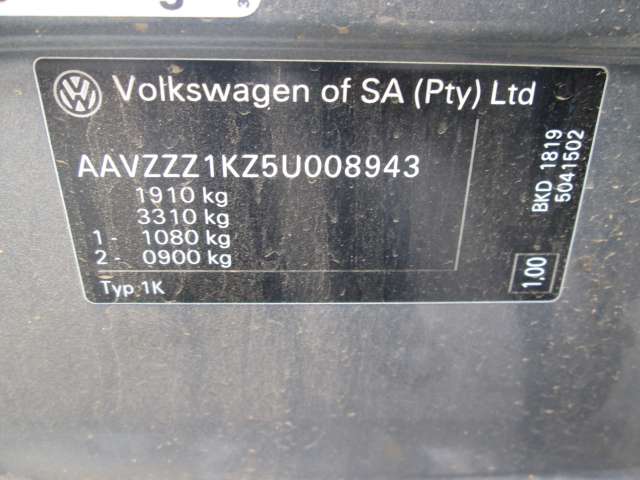 Volkswagen of SA (Pty) Ltd
AAVZZZ1KZ5U008943
1910 kg
3310 kg
1 - 1080 kg
2 - 0900 kg
Typ 1K
BKD 1819
5041502
1,00